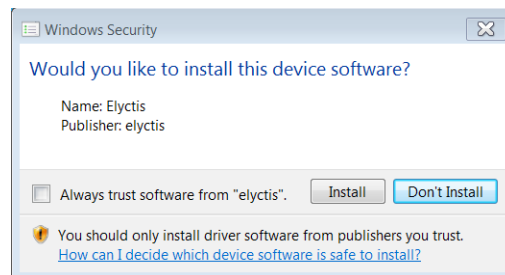 Windows Security
Would you like to install this device software?
Name: Elyctis
Publisher: elyctis
Always trust software from "elyctis".
Install
Don't Install
You should only install driver software from publishers you trust.
How can I decide which device software is safe to install?